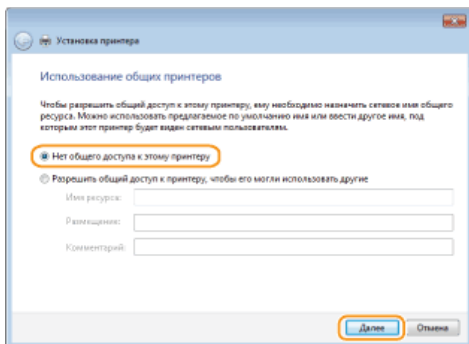 Установка принтера
Использование общих принтеров
Чтобы разрешить общий доступ к этому принтеру, ему необходимо назначить сетевое имя общего
ресурса. Можно использовать предлагаемое по умолчанию имя или ввести другое имя, под
которым этот принтер будет виден сетевым пользователям.
Нет общего доступа к этому принтеру
Разрешить общий доступ к принтеру, чтобы его могли использовать другие
Имя ресурса:
Размещение:
Комментарий:
Далее Отмена